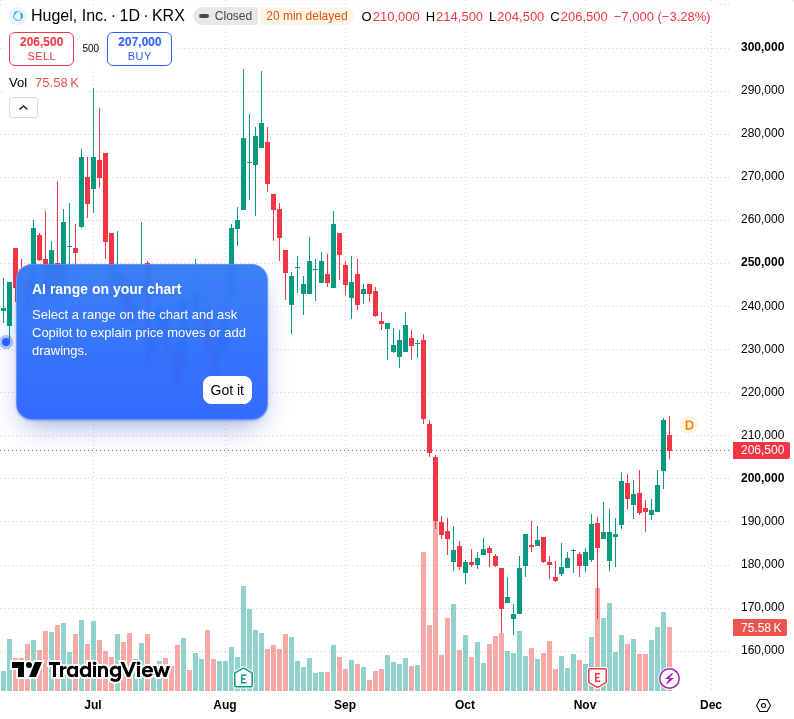 Hugel, Inc. · 1D · KRX Closed 20 min delayed O210,000 H214,500 L204,500 C206,500 −7,000 (−3.28%)
206,500 SELL 500 207,000 BUY
Vol 75.58 K
300,000
290,000
280,000
270,000
260,000
250,000
240,000
230,000
220,000
210,000
206,500
200,000
190,000
180,000
170,000
75.58 K
160,000
AI range on your chart
Select a range on the chart and ask
Copilot to explain price moves or add
drawings.
Got it
D
TradingView
E
E
Jul Aug Sep Oct Nov Dec